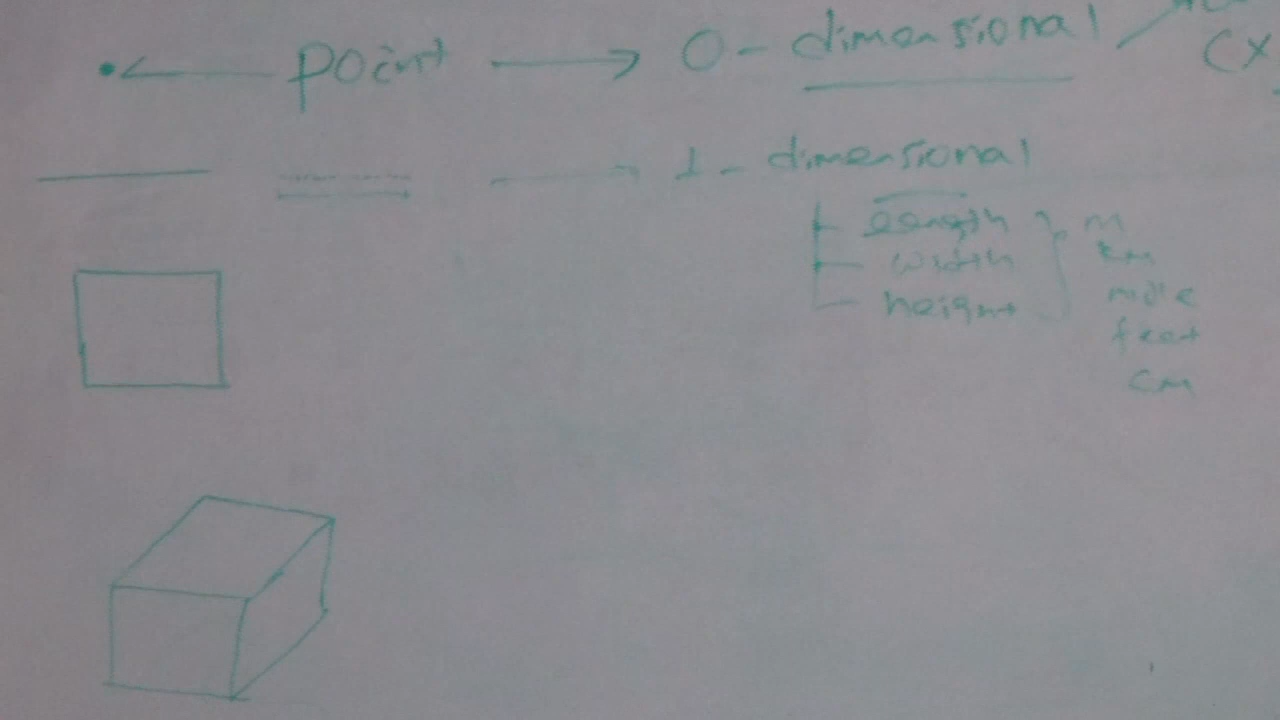 point 0-dimensional (x
1-dimensional
length m
width km
height mile
feet
cm